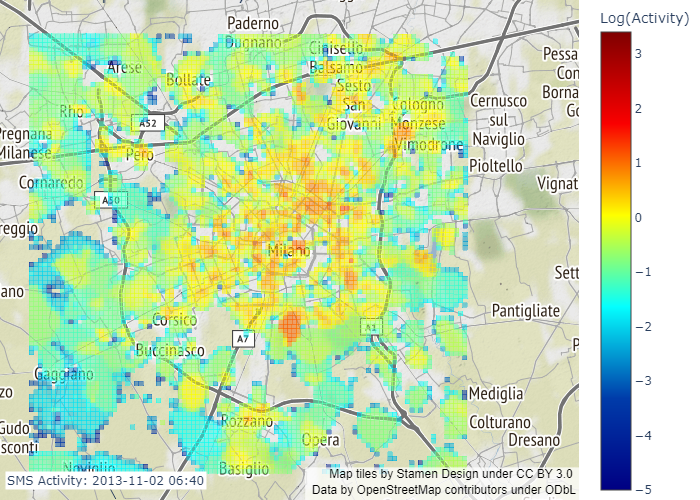 Log(Activity)
3
2
1
0
−1
−2
−3
−4
−5
Paderno
Dugnano
Cinisello
Balsamo
Arese
Bollate
Sesto
San
Giovanni
Cologno
Monzese
Vimodrone
Pessa
Con
Borna
Go
Cernusco
sul
Naviglio
Rho
A52
Pregnana
Milanese
Pero
Pioltello
Cornaredo
A50
Vignat
reggio
Milano
Sett
ano
Pantigliate
Corsico
A7
A1
Buccinasco
P
Gaggiano
zo
Mediglia
Rozzano
Colturano
Gudo
sconti
Opera
Dresano
Noviglio
Basiglio
SMS Activity: 2013-11-02 06:40
Map tiles by Stamen Design under CC BY 3.0
Data by OpenStreetMap contributors under ODbL